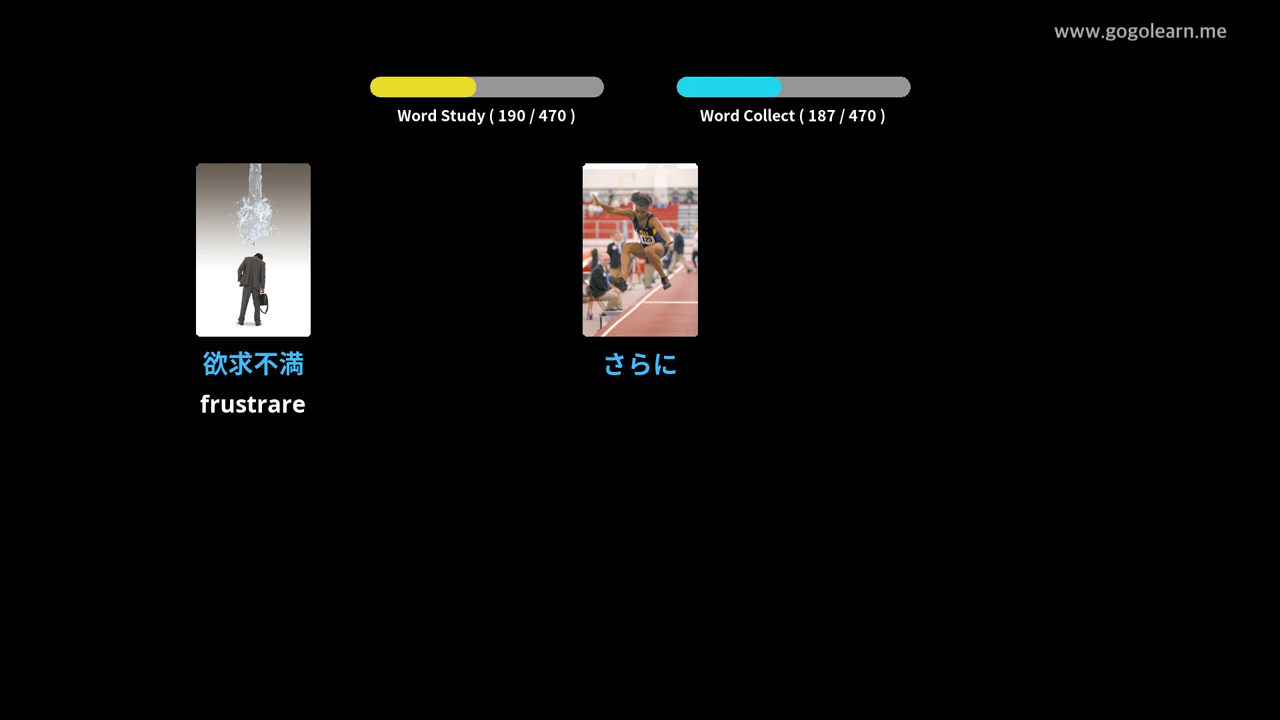 www.gogolearn.me
Word Study ( 190 / 470 )
Word Collect ( 187 / 470 )
欲求不満
さらに
frustrare